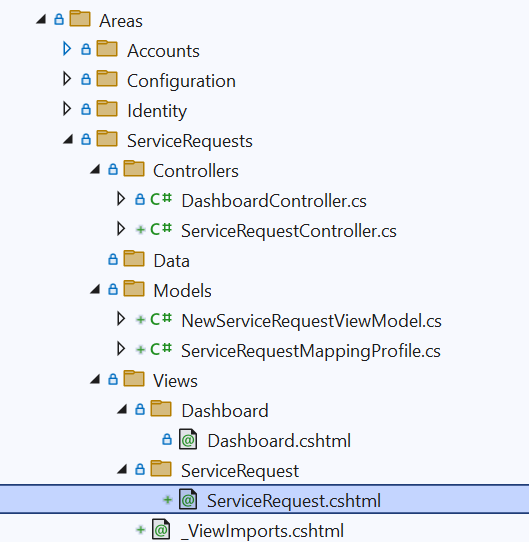 Areas
Accounts
Configuration
Identity
ServiceRequests
Controllers
C# DashboardController.cs
+ C# ServiceRequestController.cs
Data
Models
+ C# NewServiceRequestViewModel.cs
+ C# ServiceRequestMappingProfile.cs
Views
Dashboard
@ Dashboard.cshtml
ServiceRequest
+ @ ServiceRequest.cshtml
+ @ _ViewImports.cshtml